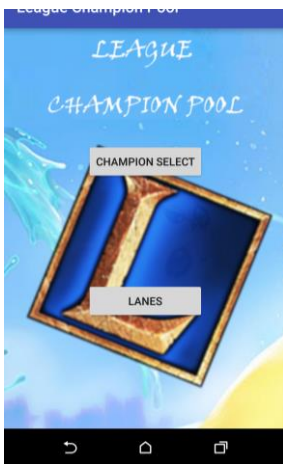 League Champion Pool
LEAGUE
CHAMPION POOL
CHAMPION SELECT
L
LANES